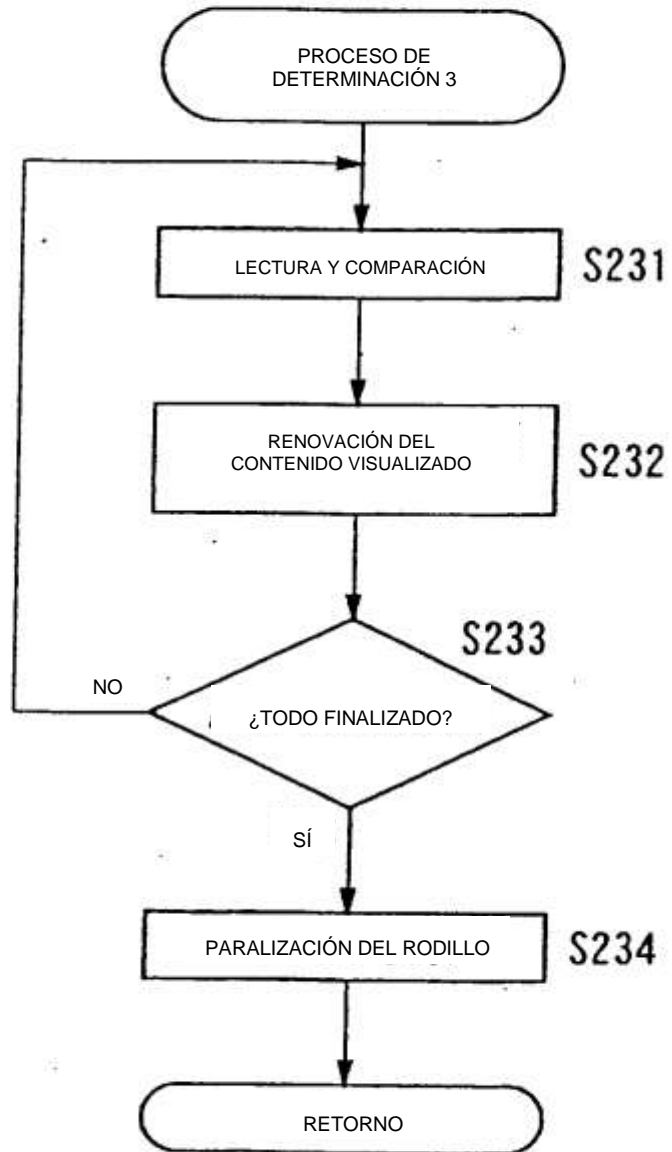 PROCESO DE
DETERMINACIÓN 3
LECTURA Y COMPARACIÓN
S231
RENOVACIÓN DEL
CONTENIDO VISUALIZADO
S232
S233
NO
¿TODO FINALIZADO?
SÍ
PARALIZACIÓN DEL RODILLO
S234
RETORNO